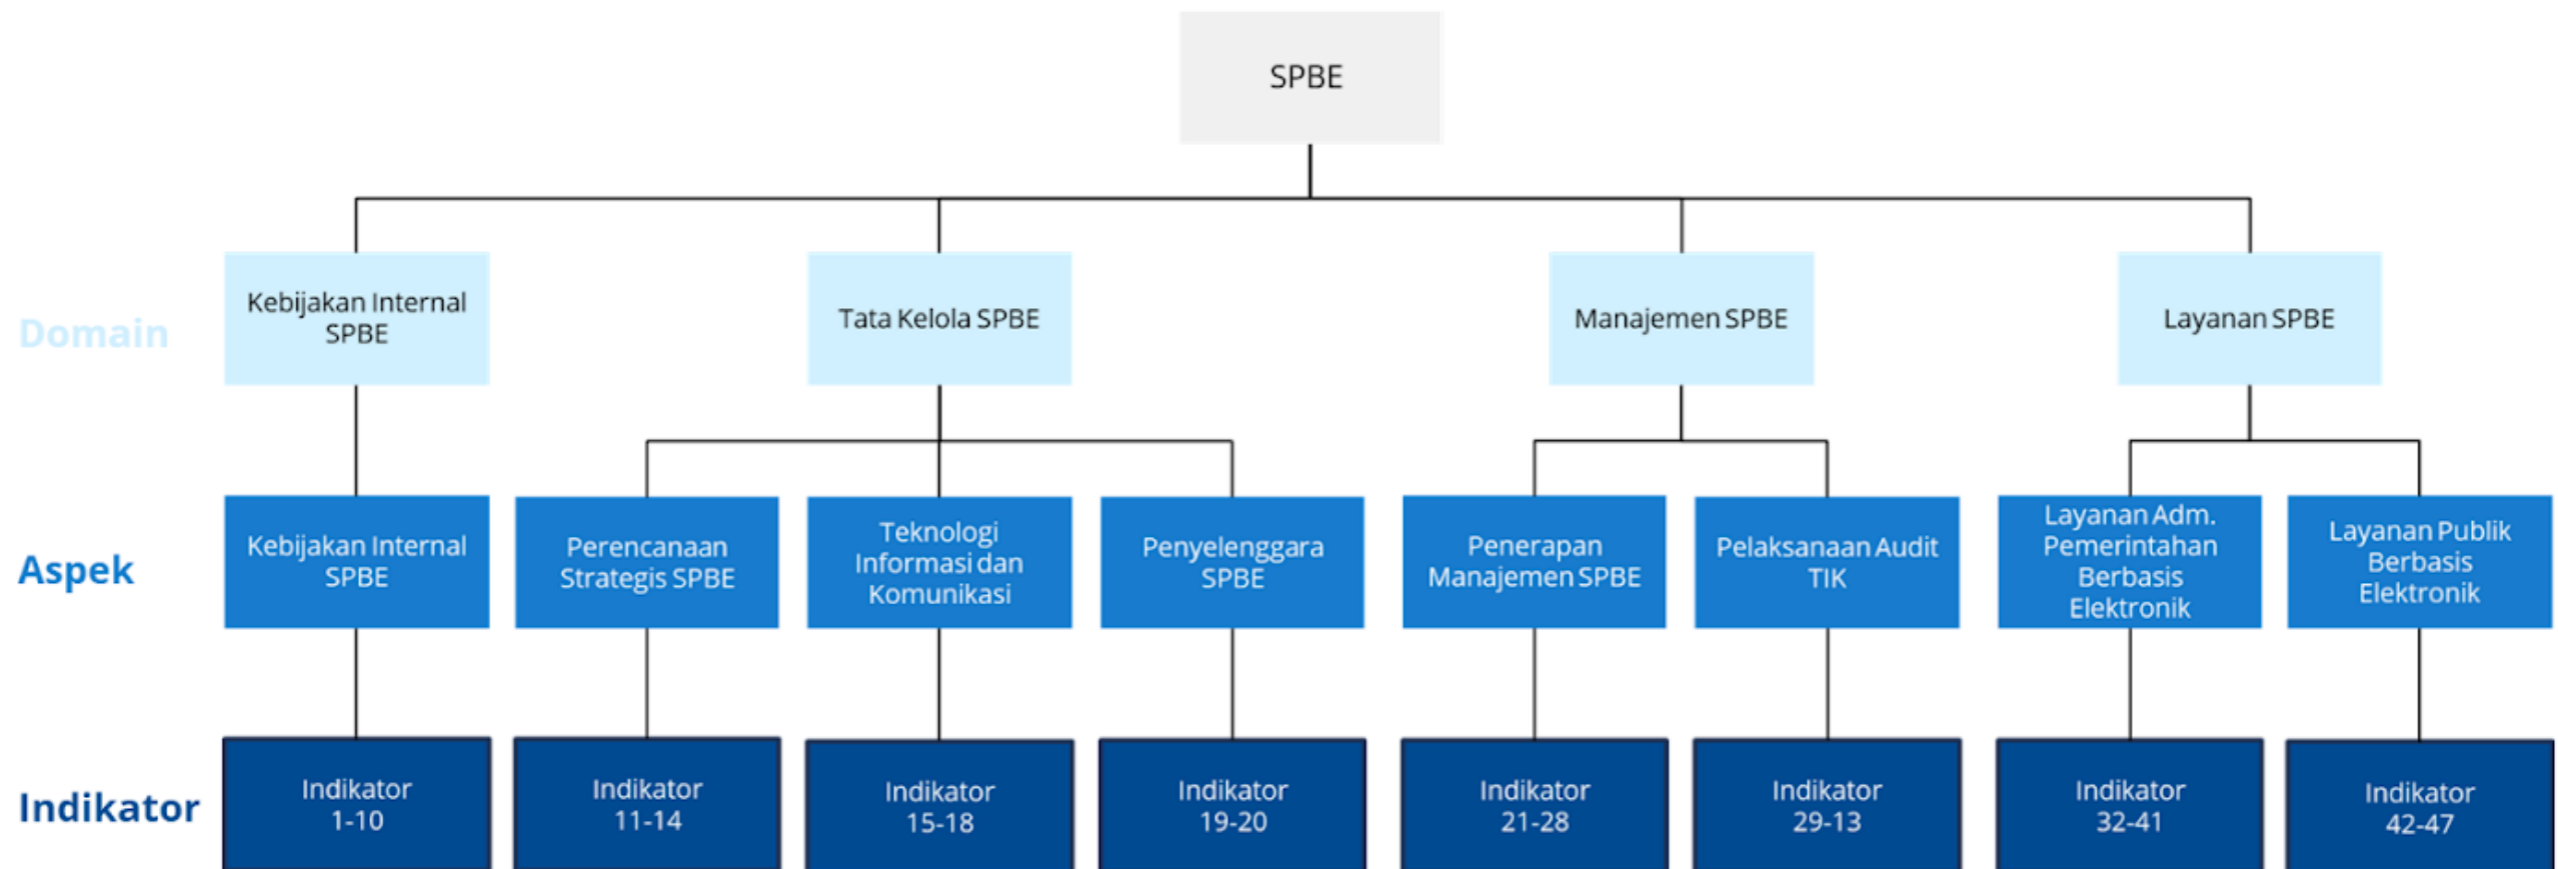 SPBE
Domain
Kebijakan Internal
SPBE
Tata Kelola SPBE
Manajemen SPBE
Layanan SPBE
Aspek
Kebijakan Internal
SPBE
Perencanaan
Strategis SPBE
Teknologi
Informasi dan
Komunikasi
Penyelenggara
SPBE
Penerapan
Manajemen SPBE
Pelaksanaan Audit
TIK
Layanan Adm.
Pemerintahan
Berbasis
Elektronik
Layanan Publik
Berbasis
Elektronik
Indikator
Indikator
1-10
Indikator
11-14
Indikator
15-18
Indikator
19-20
Indikator
21-28
Indikator
29-13
Indikator
32-41
Indikator
42-47